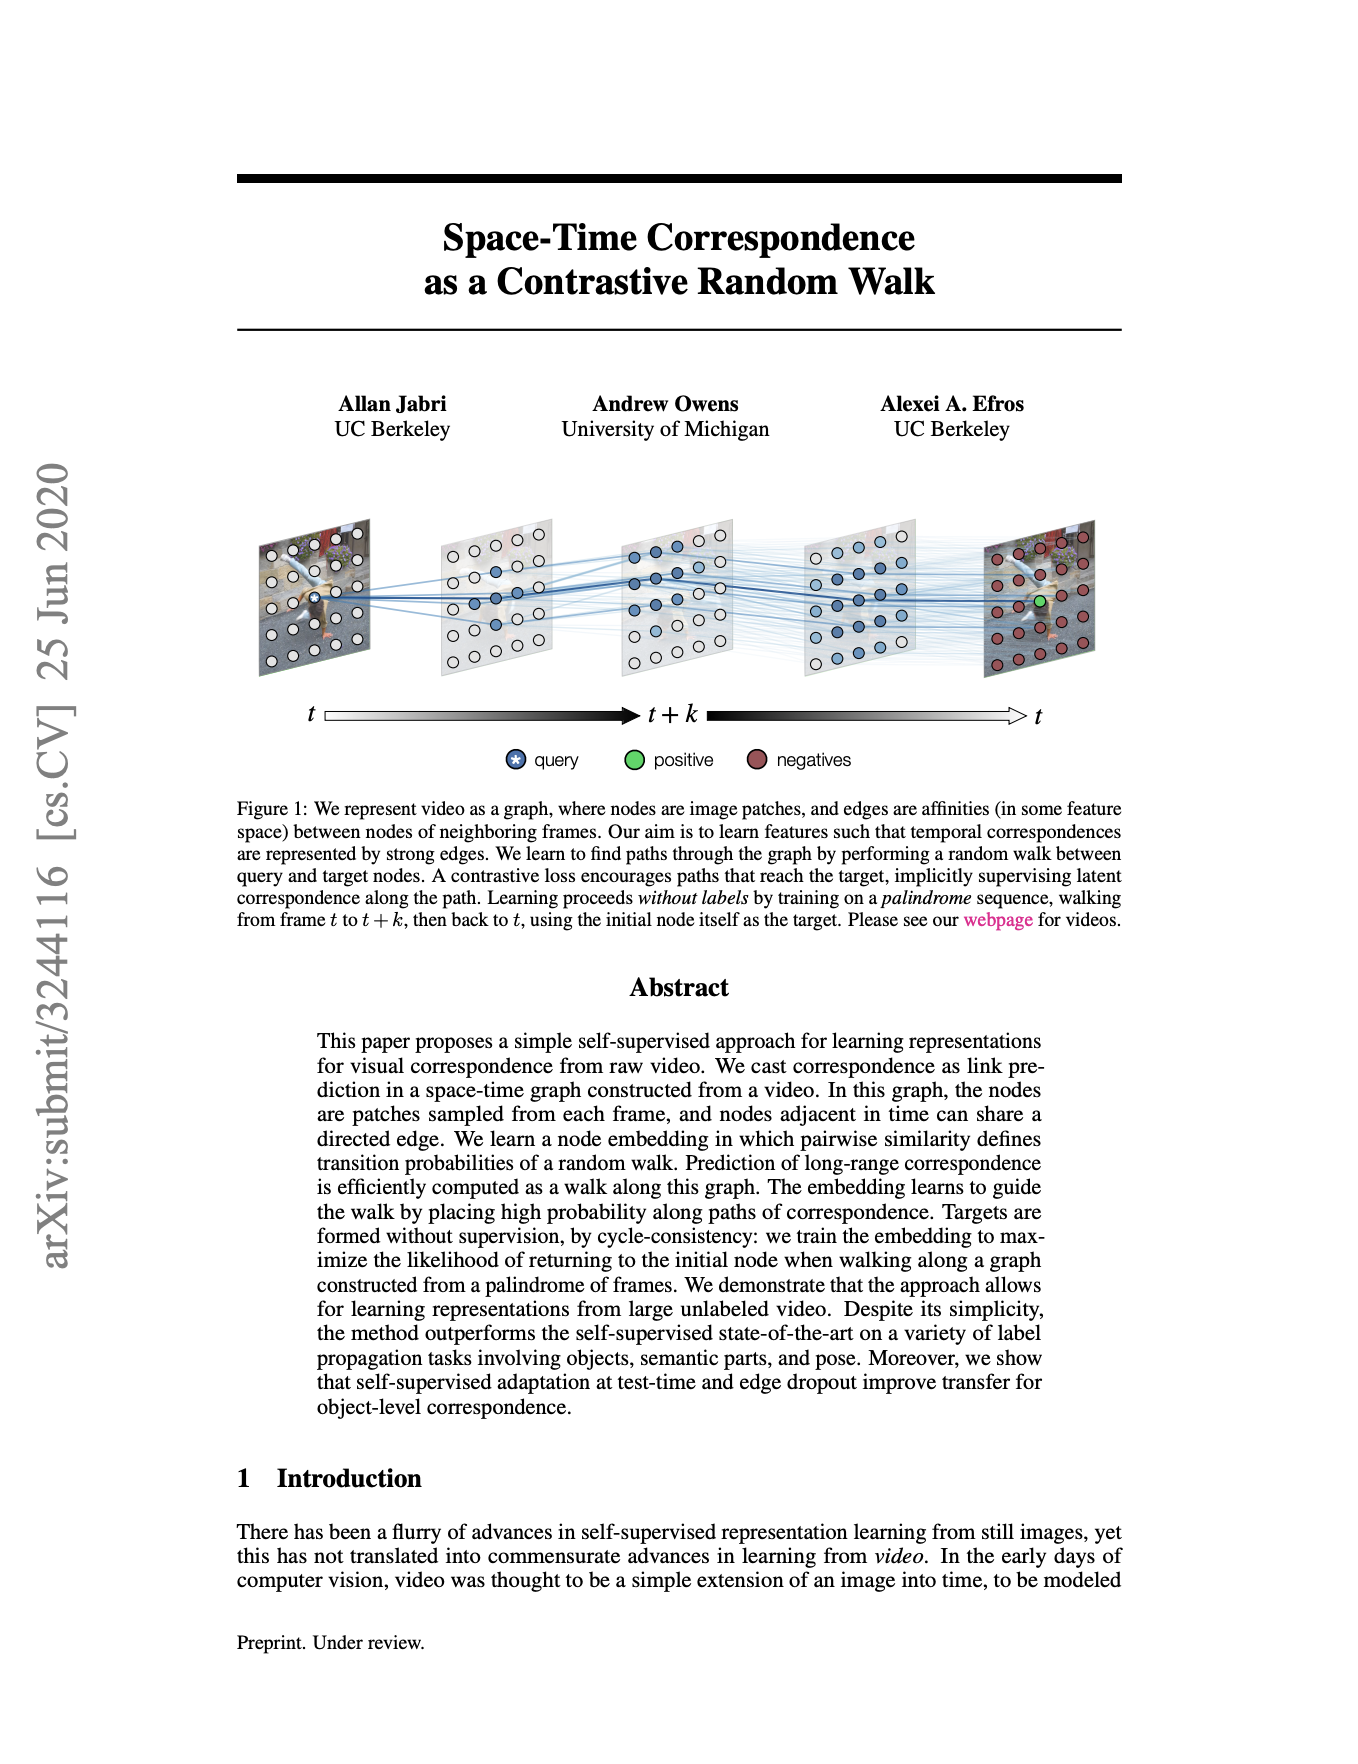 arXiv:submit/3244116 [cs.CV] 25 Jun 2020
Space-Time Correspondence
as a Contrastive Random Walk
Allan Jabri
UC Berkeley
Andrew Owens
University of Michigan
Alexei A. Efros
UC Berkeley
t
t + k
t
query
positive
negatives
Figure 1: We represent video as a graph, where nodes are image patches, and edges are affinities (in some feature
space) between nodes of neighboring frames. Our aim is to learn features such that temporal correspondences
are represented by strong edges. We learn to find paths through the graph by performing a random walk between
query and target nodes. A contrastive loss encourages paths that reach the target, implicitly supervising latent
correspondence along the path. Learning proceeds without labels by training on a palindrome sequence, walking
from frame t to t + k, then back to t, using the initial node itself as the target. Please see our webpage for videos.
Abstract
This paper proposes a simple self-supervised approach for learning representations
for visual correspondence from raw video. We cast correspondence as link pre-
diction in a space-time graph constructed from a video. In this graph, the nodes
are patches sampled from each frame, and nodes adjacent in time can share a
directed edge. We learn a node embedding in which pairwise similarity defines
transition probabilities of a random walk. Prediction of long-range correspondence
is efficiently computed as a walk along this graph. The embedding learns to guide
the walk by placing high probability along paths of correspondence. Targets are
formed without supervision, by cycle-consistency: we train the embedding to max-
imize the likelihood of returning to the initial node when walking along a graph
constructed from a palindrome of frames. We demonstrate that the approach allows
for learning representations from large unlabeled video. Despite its simplicity,
the method outperforms the self-supervised state-of-the-art on a variety of label
propagation tasks involving objects, semantic parts, and pose. Moreover, we show
that self-supervised adaptation at test-time and edge dropout improve transfer for
object-level correspondence.
1 Introduction
There has been a flurry of advances in self-supervised representation learning from still images, yet
this has not translated into commensurate advances in learning from video. In the early days of
computer vision, video was thought to be a simple extension of an image into time, to be modeled
Preprint. Under review.